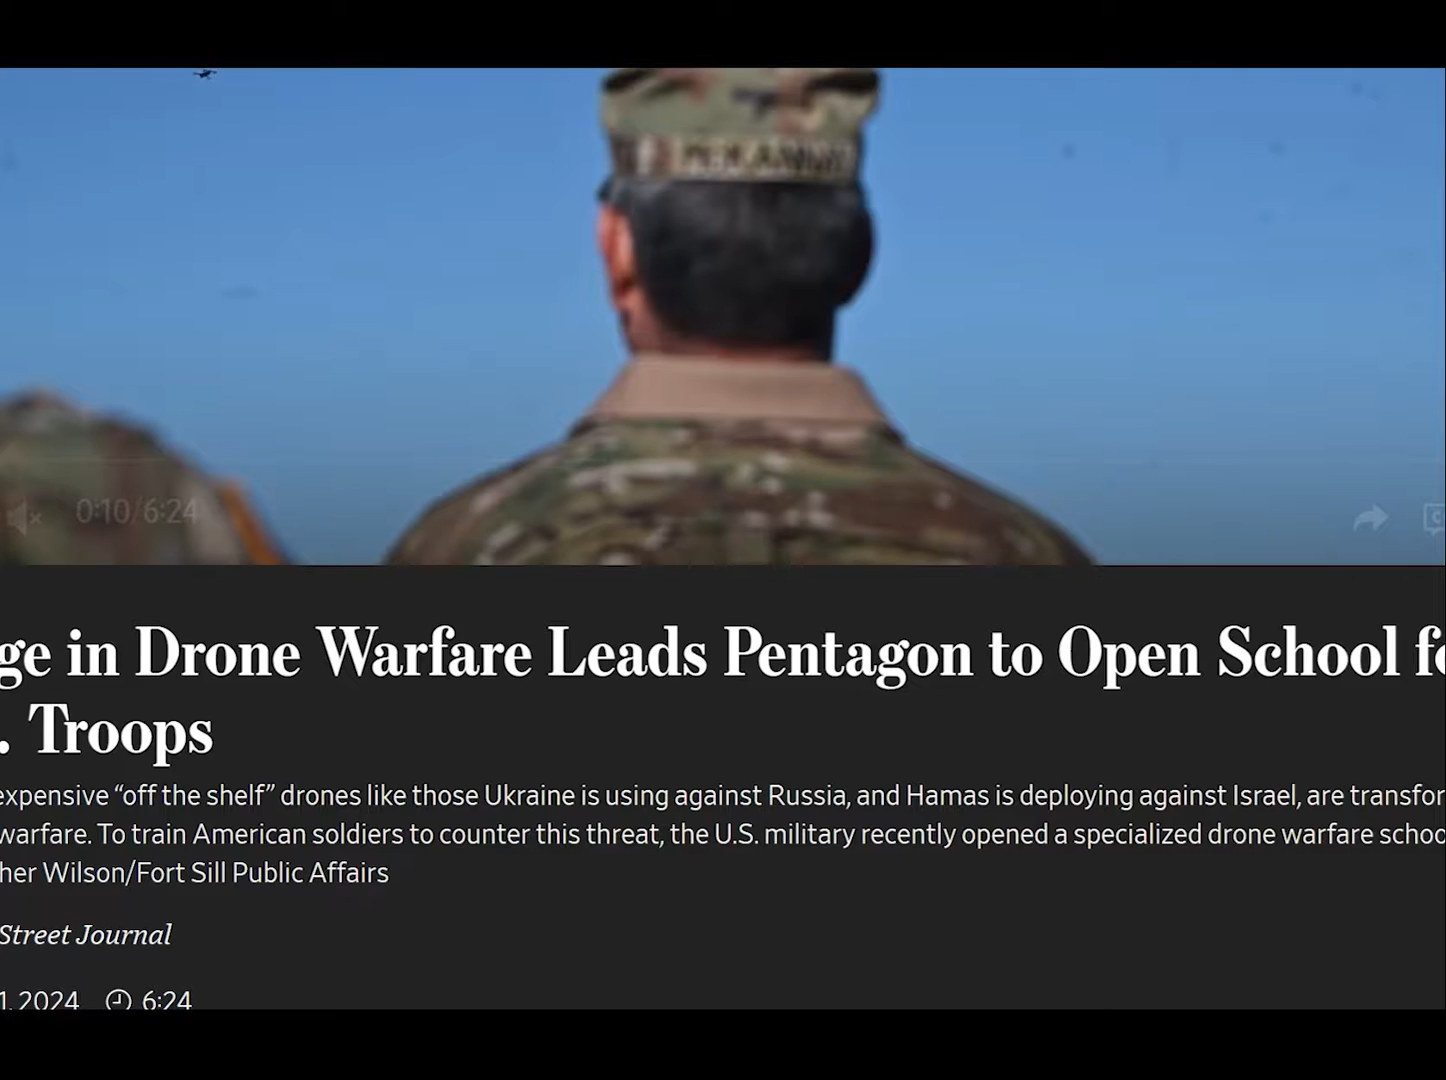 0:10/6:24
ge in Drone Warfare Leads Pentagon to Open School fo
. Troops
expensive “off the shelf” drones like those Ukraine is using against Russia, and Hamas is deploying against Israel, are transfor
warfare. To train American soldiers to counter this threat, the U.S. military recently opened a specialized drone warfare schoo
her Wilson/Fort Sill Public Affairs
Street Journal
1, 2024 6:24